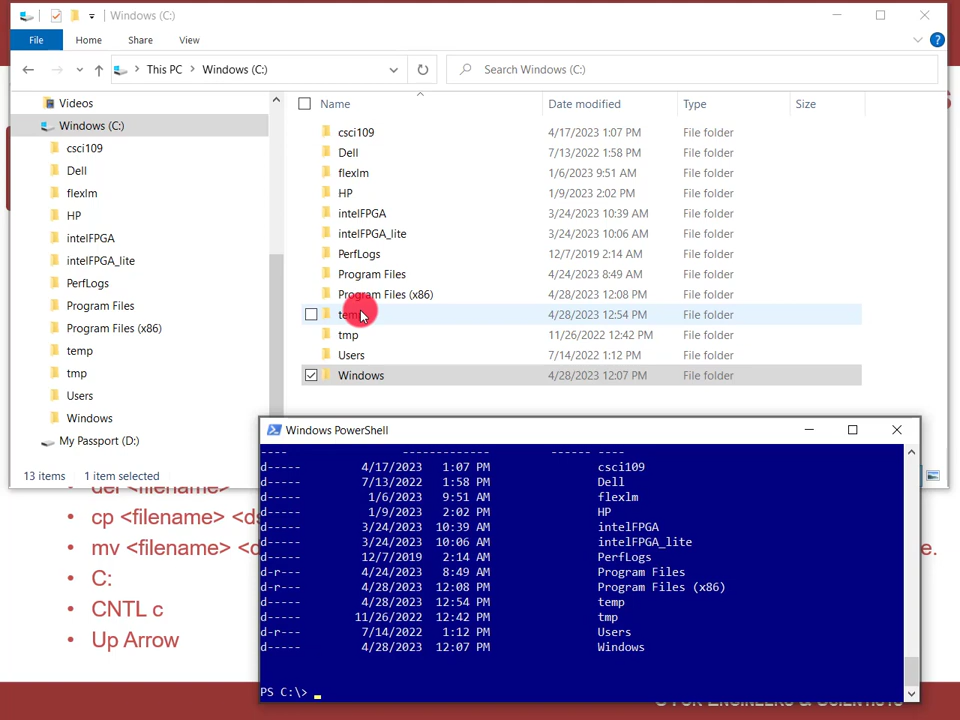 Windows (C:)
File Home Share View
This PC > Windows (C:)
Search Windows (C:)
Name Date modified Type Size
Videos
Windows (C:)
csci109
Dell
flexlm
HP
intelFPGA
intelFPGA_lite
PerfLogs
Program Files
Program Files (x86)
temp
tmp
Users
Windows
My Passport (D:)
csci109 4/17/2023 1:07 PM File folder
Dell 7/13/2022 1:58 PM File folder
flexlm 1/6/2023 9:51 AM File folder
HP 1/9/2023 2:02 PM File folder
intelFPGA 3/24/2023 10:39 AM File folder
intelFPGA_lite 3/24/2023 10:06 AM File folder
PerfLogs 12/7/2019 2:14 AM File folder
Program Files 4/24/2023 8:49 AM File folder
Program Files (x86) 4/28/2023 12:08 PM File folder
temp 4/28/2023 12:54 PM File folder
tmp 11/26/2022 12:42 PM File folder
Users 7/14/2022 1:12 PM File folder
Windows 4/28/2023 12:07 PM File folder
13 items 1 item selected
Windows PowerShell
---- ------------- ------ ----
d----- 4/17/2023 1:07 PM csci109
d----- 7/13/2022 1:58 PM Dell
d----- 1/6/2023 9:51 AM flexlm
d----- 1/9/2023 2:02 PM HP
d----- 3/24/2023 10:39 AM intelFPGA
d----- 3/24/2023 10:06 AM intelFPGA_lite
d----- 12/7/2019 2:14 AM PerfLogs
d-r--- 4/24/2023 8:49 AM Program Files
d-r--- 4/28/2023 12:08 PM Program Files (x86)
d----- 4/28/2023 12:54 PM temp
d----- 11/26/2022 12:42 PM tmp
d-r--- 7/14/2022 1:12 PM Users
d----- 4/28/2023 12:07 PM Windows
PS C:\>
• del <filename>
• cp <filename>
• mv <filename> e.
• C:
• CNTL c
• Up Arrow
C FOR ENGINEERS & SCIENTISTS